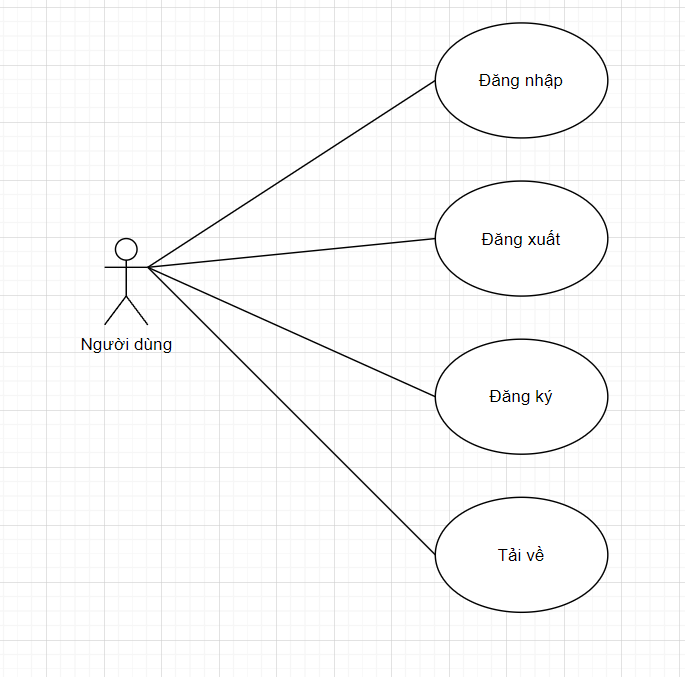 Đăng nhập
Đăng xuất
Người dùng
Đăng ký
Tải về